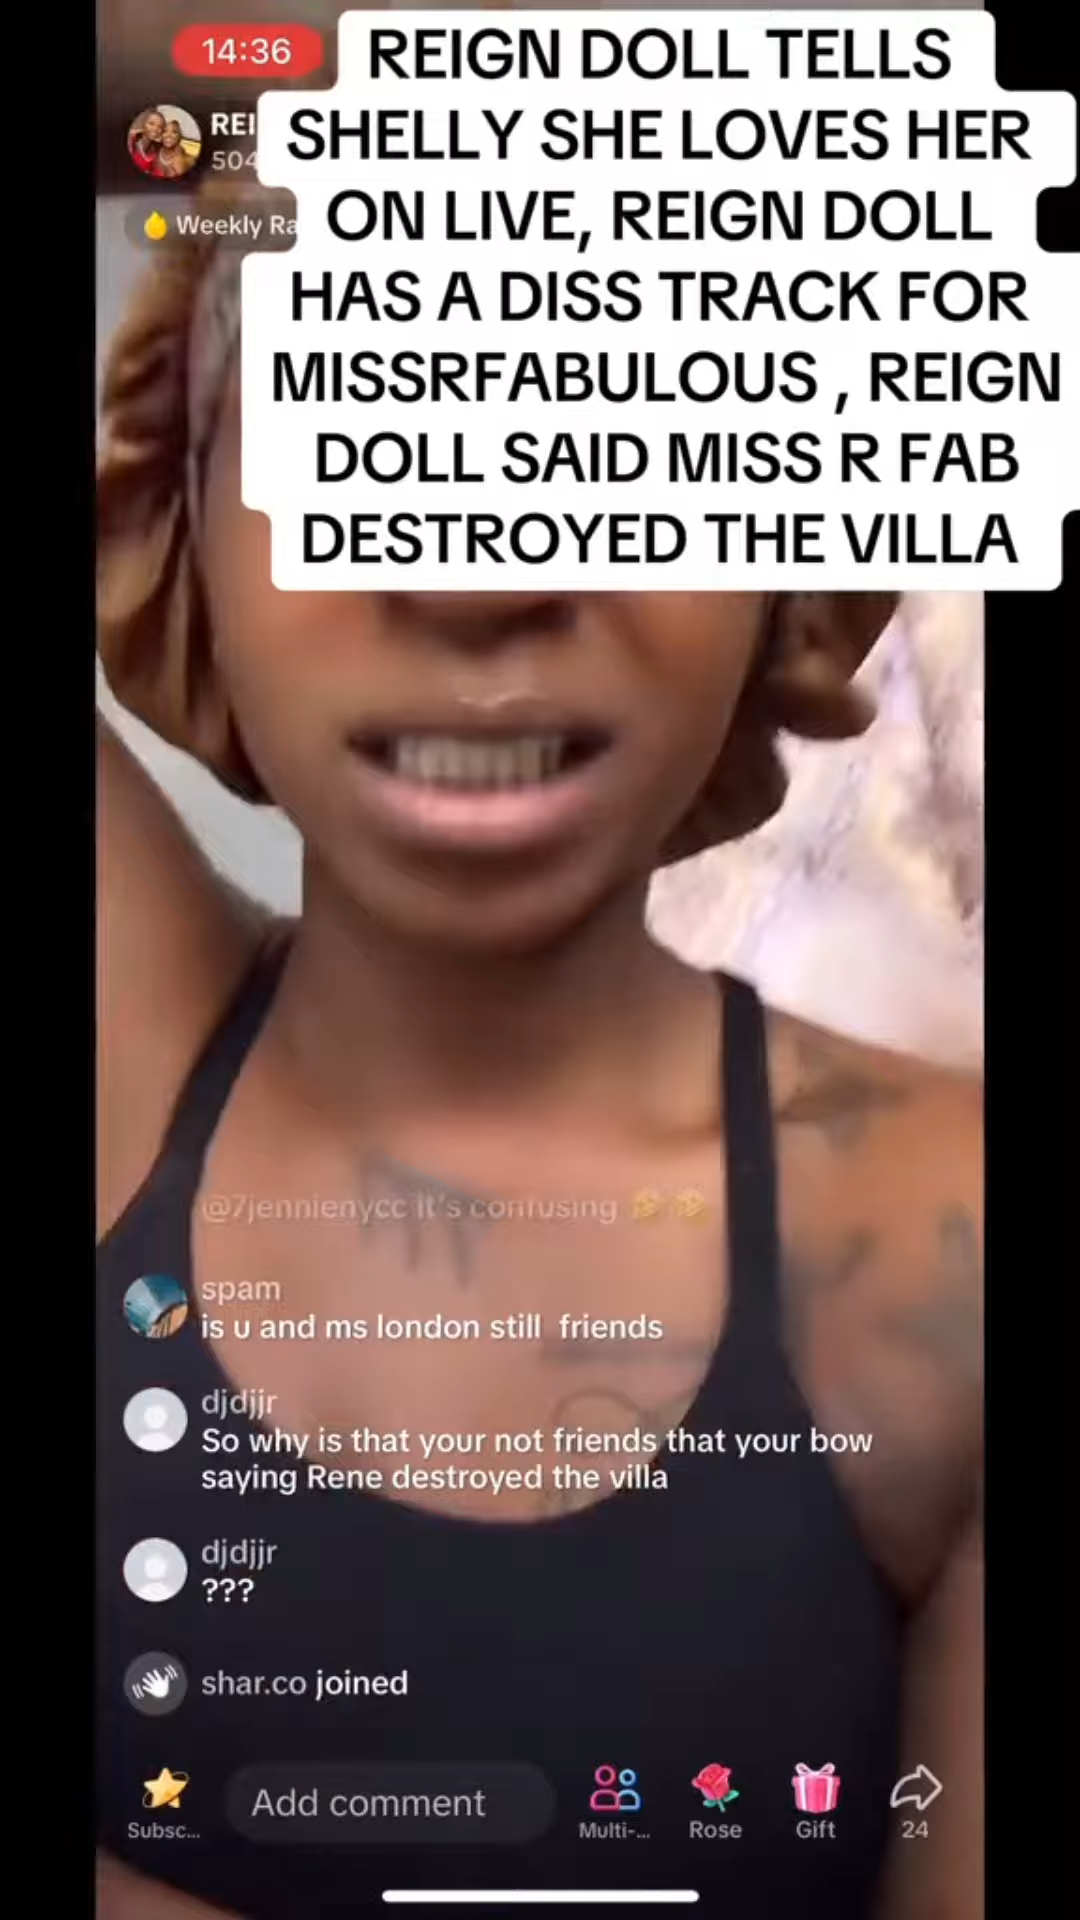 14:36
REIGN DOLL TELLS
SHELLY SHE LOVES HER
ON LIVE, REIGN DOLL
HAS A DISS TRACK FOR
MISSRFABULOUS , REIGN
DOLL SAID MISS R FAB
DESTROYED THE VILLA
REI
504
Weekly Ra
@7jennienycc it's confusing
spam
is u and ms london still friends
djdjjr
So why is that your not friends that your bow
saying Rene destroyed the villa
djdjjr
???
shar.co joined
Subsc...
Add comment
Multi-...
Rose
Gift
24